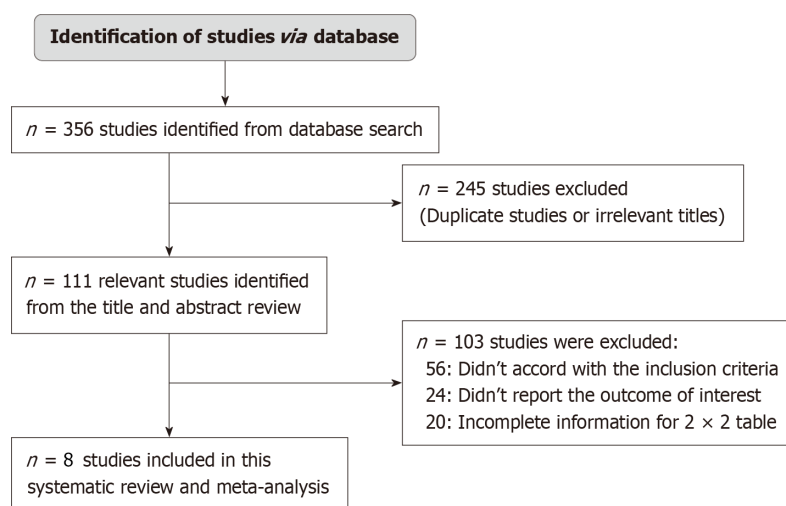 Identification of studies via database
n = 356 studies identified from database search
n = 245 studies excluded
(Duplicate studies or irrelevant titles)
n = 111 relevant studies identified
from the title and abstract review
n = 103 studies were excluded:
56: Didn’t accord with the inclusion criteria
24: Didn’t report the outcome of interest
20: Incomplete information for 2 × 2 table
n = 8 studies included in this
systematic review and meta-analysis